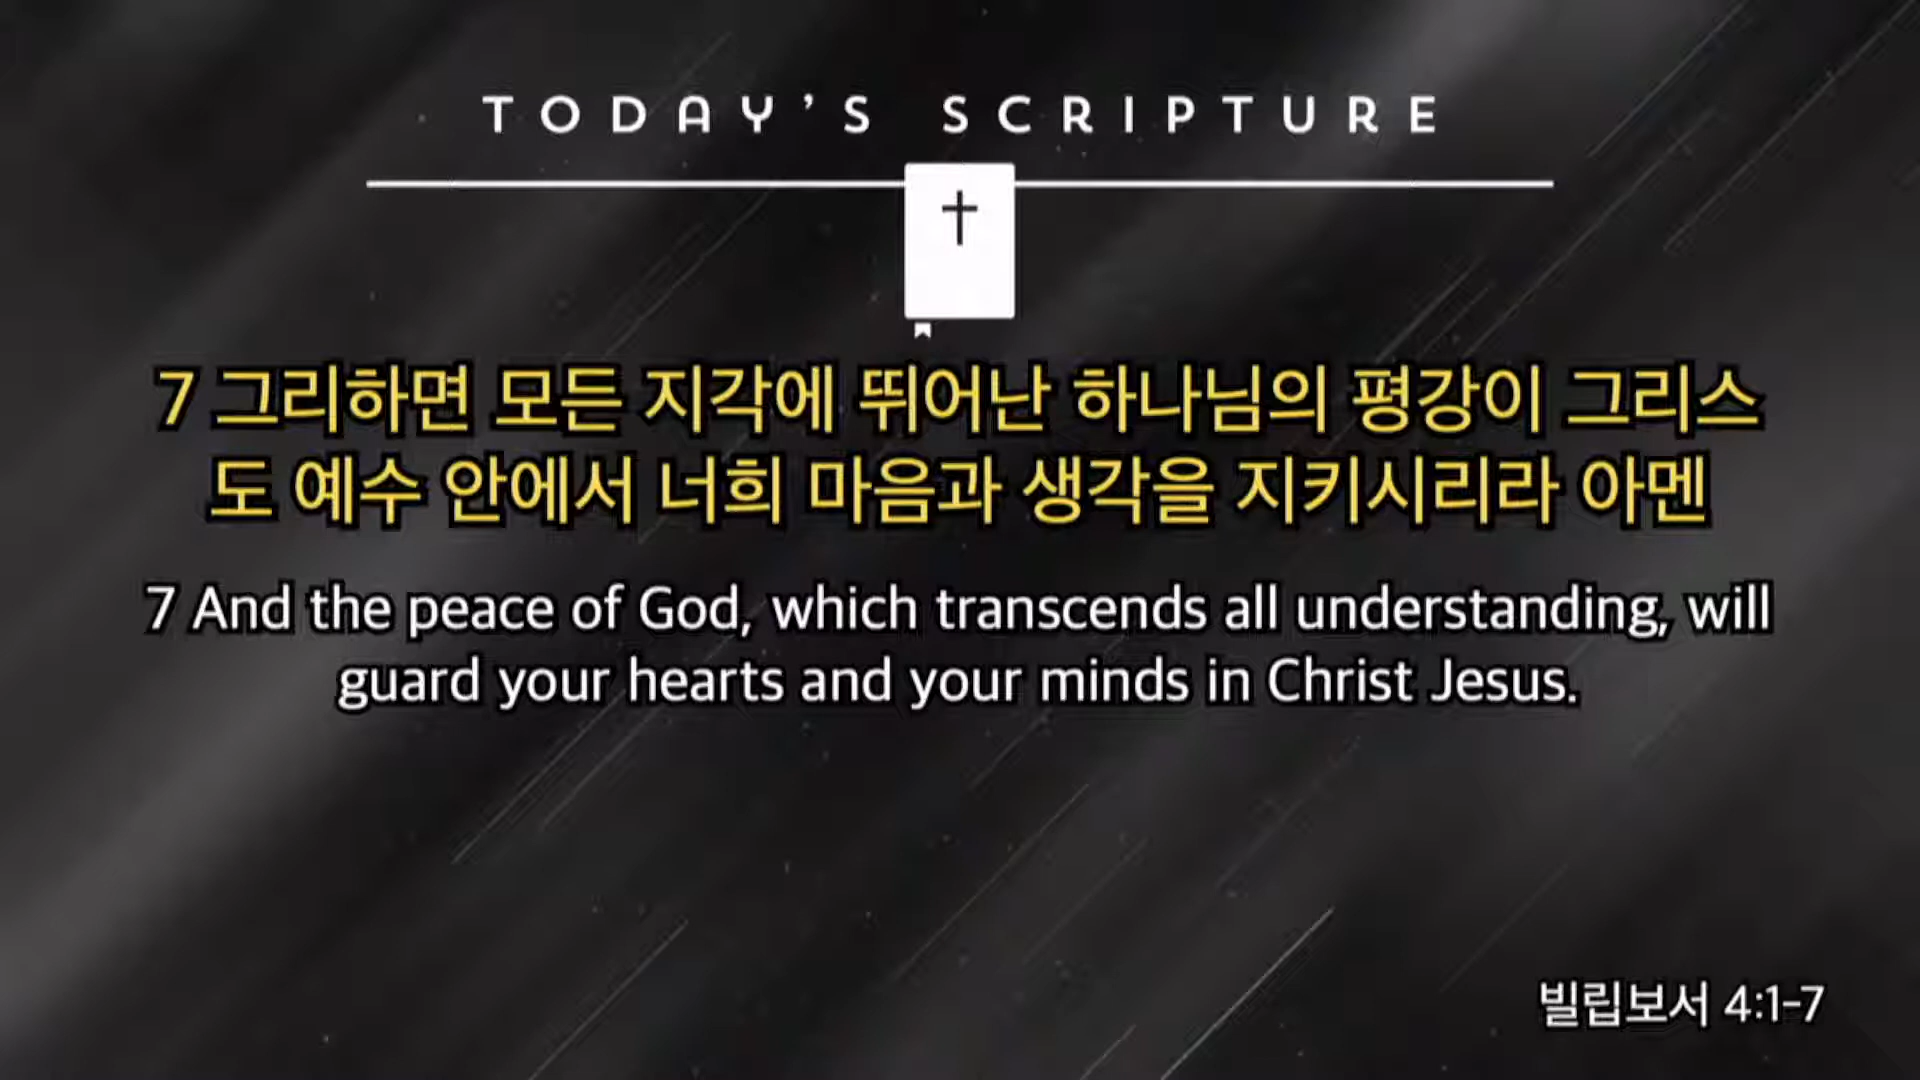 TODAY'S SCRIPTURE
7 그리하면 모든 지각에 뛰어난 하나님의 평강이 그리스
도 예수 안에서 너희 마음과 생각을 지키시리라 아멘
7 And the peace of God, which transcends all understanding, will
guard your hearts and your minds in Christ Jesus.
빌립보서 4:1-7